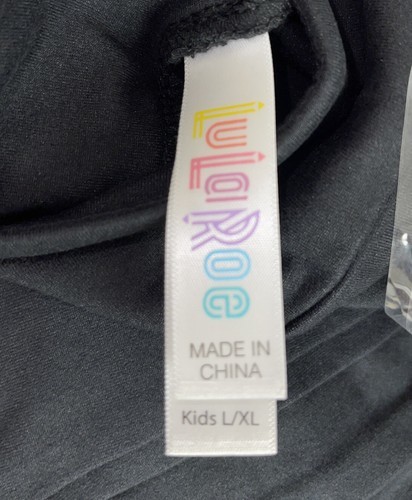 LuLaRoe
MADE IN
CHINA
Kids L/XL